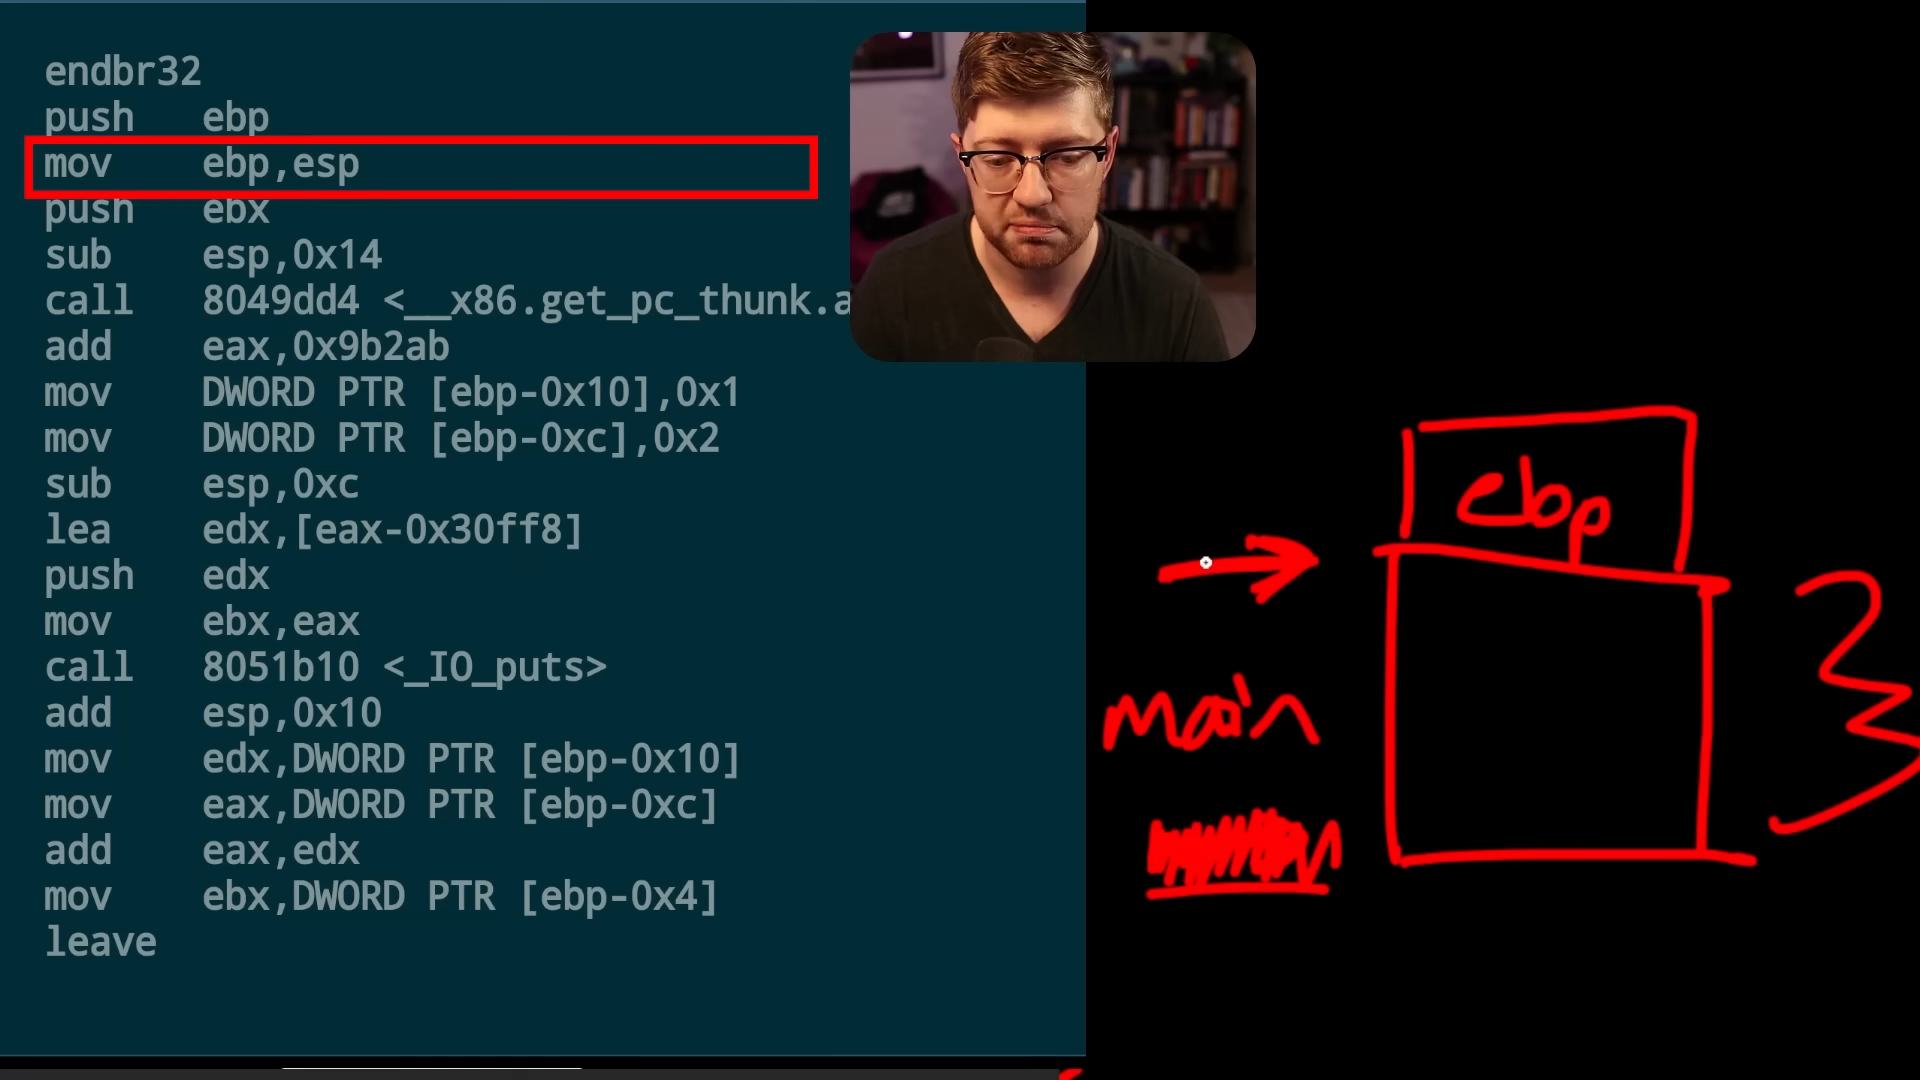 endbr32
push ebp
mov ebp,esp
push ebx
sub esp,0x14
call 8049dd4 <__x86.get_pc_thunk.a
add eax,0x9b2ab
mov DWORD PTR [ebp-0x10],0x1
mov DWORD PTR [ebp-0xc],0x2
sub esp,0xc
lea edx,[eax-0x30ff8]
push edx
mov ebx,eax
call 8051b10 <_IO_puts>
add esp,0x10
mov edx,DWORD PTR [ebp-0x10]
mov eax,DWORD PTR [ebp-0xc]
add eax,edx
mov ebx,DWORD PTR [ebp-0x4]
leave
ebp
main